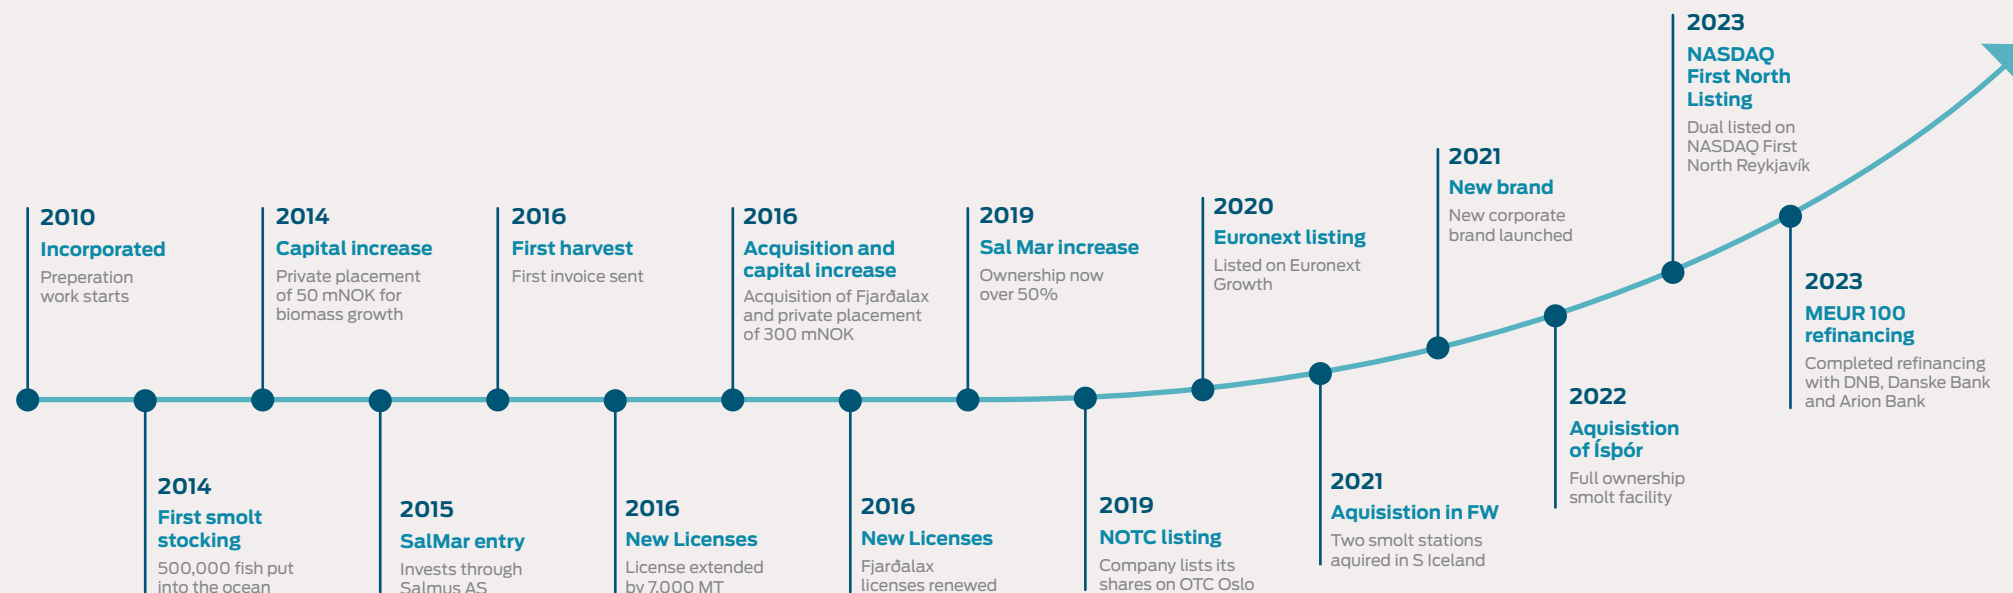 2010
Incorporated
Preperation
work starts
2014
First smolt
stocking
500,000 fish put
into the ocean
2014
Capital increase
Private placement
of 50 mNOK for
biomass growth
2015
SalMar entry
Invests through
Salmus AS
2016
First harvest
First invoice sent
2016
New Licenses
License extended
by 7,000 MT
2016
Acquisition and
capital increase
Acquisition of Fjarðalax
and private placement
of 300 mNOK
2016
New Licenses
Fjarðalax
licenses renewed
2019
Sal Mar increase
Ownership now
over 50%
2019
NOTC listing
Company lists its
shares on OTC Oslo
2020
Euronext listing
Listed on Euronext
Growth
2021
Aquisistion in FW
Two smolt stations
aquired in S Iceland
2021
New brand
New corporate
brand launched
2022
Aquisistion
of Ísþór
Full ownership
smolt facility
2023
NASDAQ
First North
Listing
Dual listed on
NASDAQ First
North Reykjavík
2023
MEUR 100
refinancing
Completed refinancing
with DNB, Danske Bank
and Arion Bank